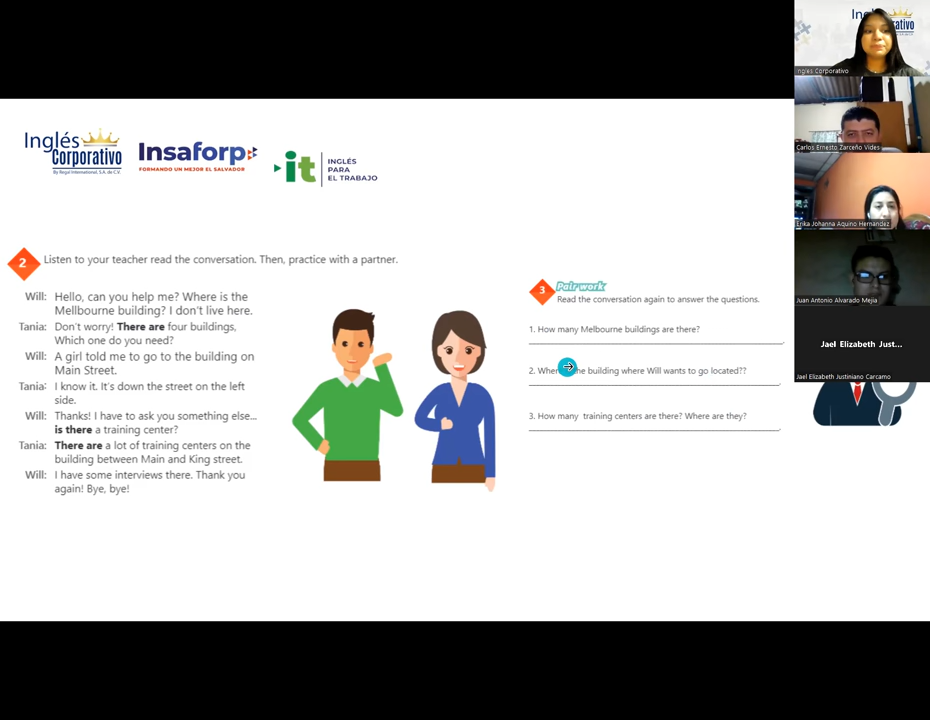 Inglés
Corporativo
By Regal International, S.A. de C.V.
Insaforp
FORMANDO UN MEJOR EL SALVADOR
it
INGLÉS
PARA
EL TRABAJO
2
Listen to your teacher read the conversation. Then, practice with a partner.
Will: Hello, can you help me? Where is the
Mellbourne building? I don't live here.
Tania: Don't worry! There are four buildings,
Which one do you need?
Will: A girl told me to go to the building on
Main Street.
Tania: I know it. It's down the street on the left
side.
Will: Thanks! I have to ask you something else...
is there a training center?
Tania: There are a lot of training centers on the
building between Main and King street.
Will: I have some interviews there. Thank you
again! Bye, bye!
3
Pair work
Read the conversation again to answer the questions.
1. How many Melbourne buildings are there?
2. Where the building where Will wants to go located??
3. How many training centers are there? Where are they?
Ingles Corporativo
Carlos Ernesto Zarceño Vides
Erika Johanna Aquino Hernandez
Juan Antonio Alvarado Mejia
Jael Elizabeth Just...
Jael Elizabeth Justiniano Carcamo